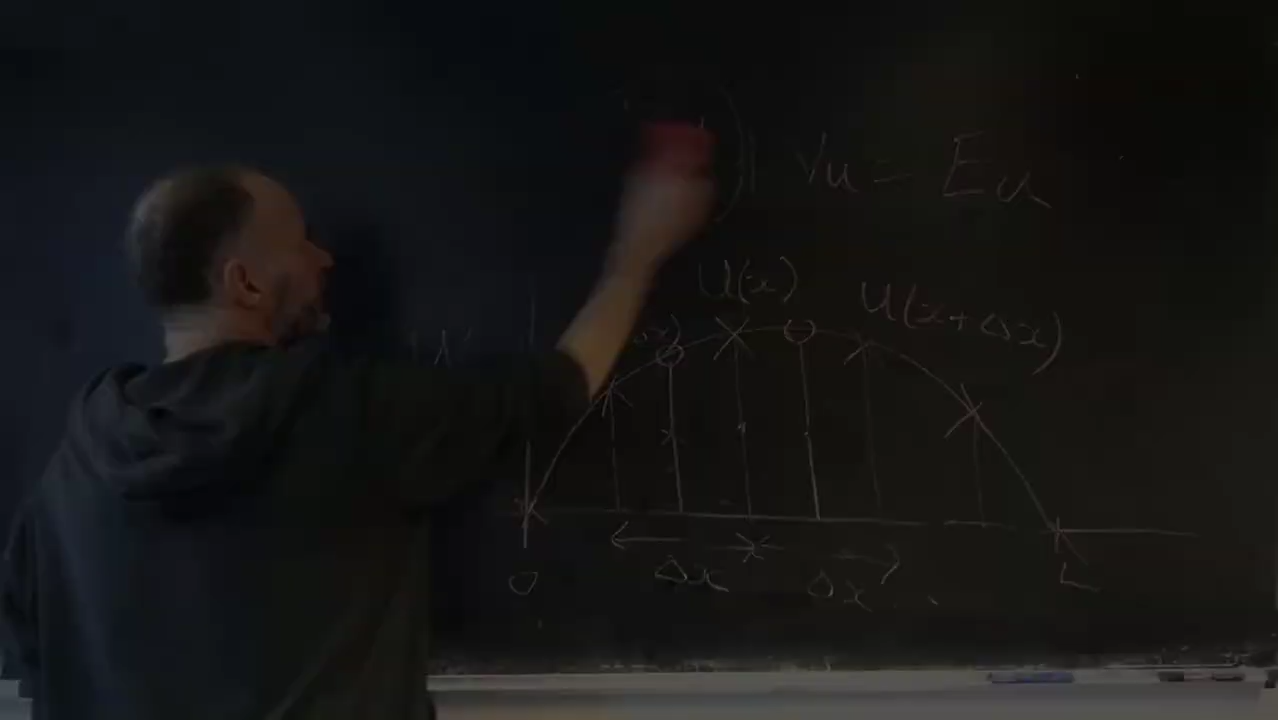 ) + Vu = Eu
u(x)
u(x+Δx)
Δx Δx
0 L